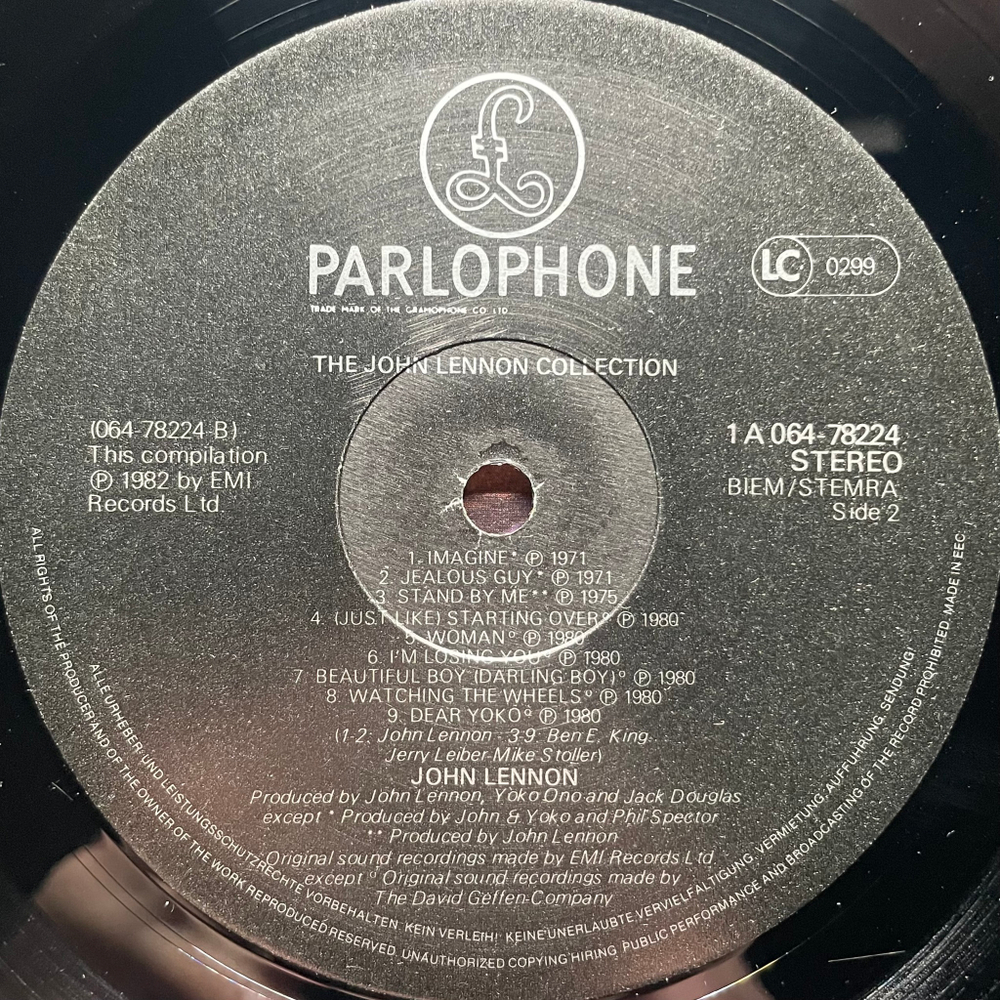 PARLOPHONE
TRADE MARK OF THE GRAMOPHONE CO LTD
LC 0299
THE JOHN LENNON COLLECTION
(064-78224 B)
This compilation
℗ 1982 by EMI
Records Ltd
1 A 064-78224
STEREO
BIEM/STEMRA
Side 2
1. IMAGINE* ℗ 1971
2. JEALOUS GUY* ℗ 1971
3 STAND BY ME** ℗ 1975
4 (JUST LIKE) STARTING OVER° ℗ 1980
5. WOMAN° ℗ 1980
6. I'M LOSING YOU° ℗ 1980
7 BEAUTIFUL BOY (DARLING BOY)° ℗ 1980
8. WATCHING THE WHEELS° ℗ 1980
9. DEAR YOKO° ℗ 1980
(1-2: John Lennon - 3-9: Ben E. King-
Jerry Leiber-Mike Stoller)
JOHN LENNON
Produced by John Lennon, Yoko Ono and Jack Douglas
except * Produced by John & Yoko and Phil Spector
** Produced by John Lennon
Original sound recordings made by EMI Records Ltd
except ° Original sound recordings made by
The David Geffen Company
ALLE URHEBER UND LEISTUNGSSCHUTZRECHTE VORBEHALTEN KEIN VERLEIH! KEINE UNERLAUBTE VERVIELFALTIGUNG, VERMIETUNG, AUFFUHRUNG, SENDUNG!
ALL RIGHTS OF THE PRODUCER AND OF THE OWNER OF THE WORK REPRODUCED RESERVED. UNAUTHORIZED COPYING HIRING PUBLIC PERFORMANCE AND BROADCASTING OF THE RECORD PROHIBITED. MADE IN EEC.